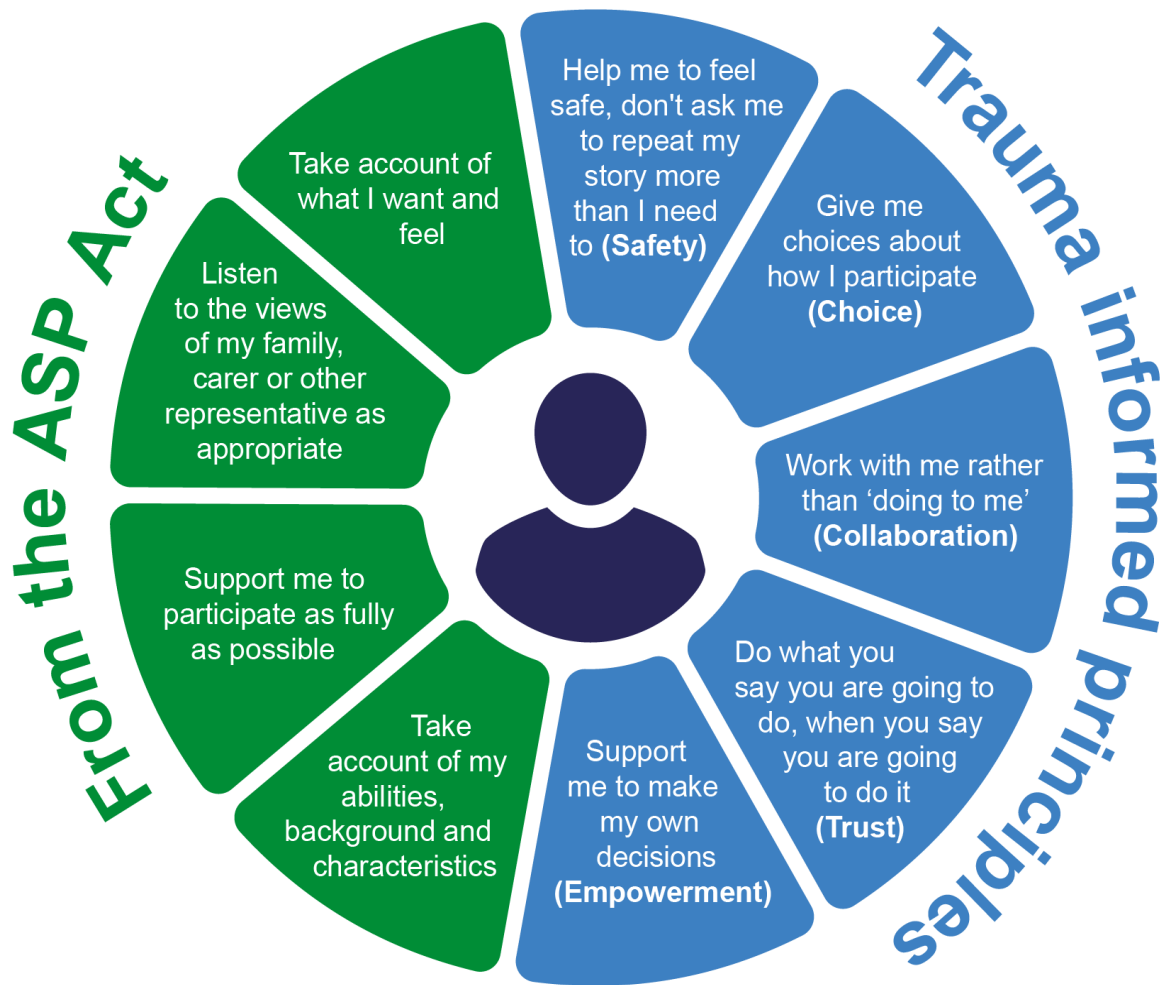 From the ASP Act
Take account of
what I want and
feel
Listen
to the views
of my family,
carer or other
representative as
appropriate
Support me to
participate as fully
as possible
Take
account of my
abilities,
background and
characteristics
Trauma informed principles
Help me to feel
safe, don't ask me
to repeat my
story more
than I need
to (Safety)
Give me
choices about
how I participate
(Choice)
Work with me rather
than ‘doing to me’
(Collaboration)
Do what you
say you are going to
do, when you say
you are going
to do it
(Trust)
Support
me to make
my own
decisions
(Empowerment)